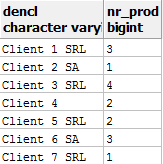 dencl nr_prod
character vary bigint
Client 1 SRL 3
Client 2 SA 1
Client 3 SRL 4
Client 4 2
Client 5 SRL 2
Client 6 SA 3
Client 7 SRL 1